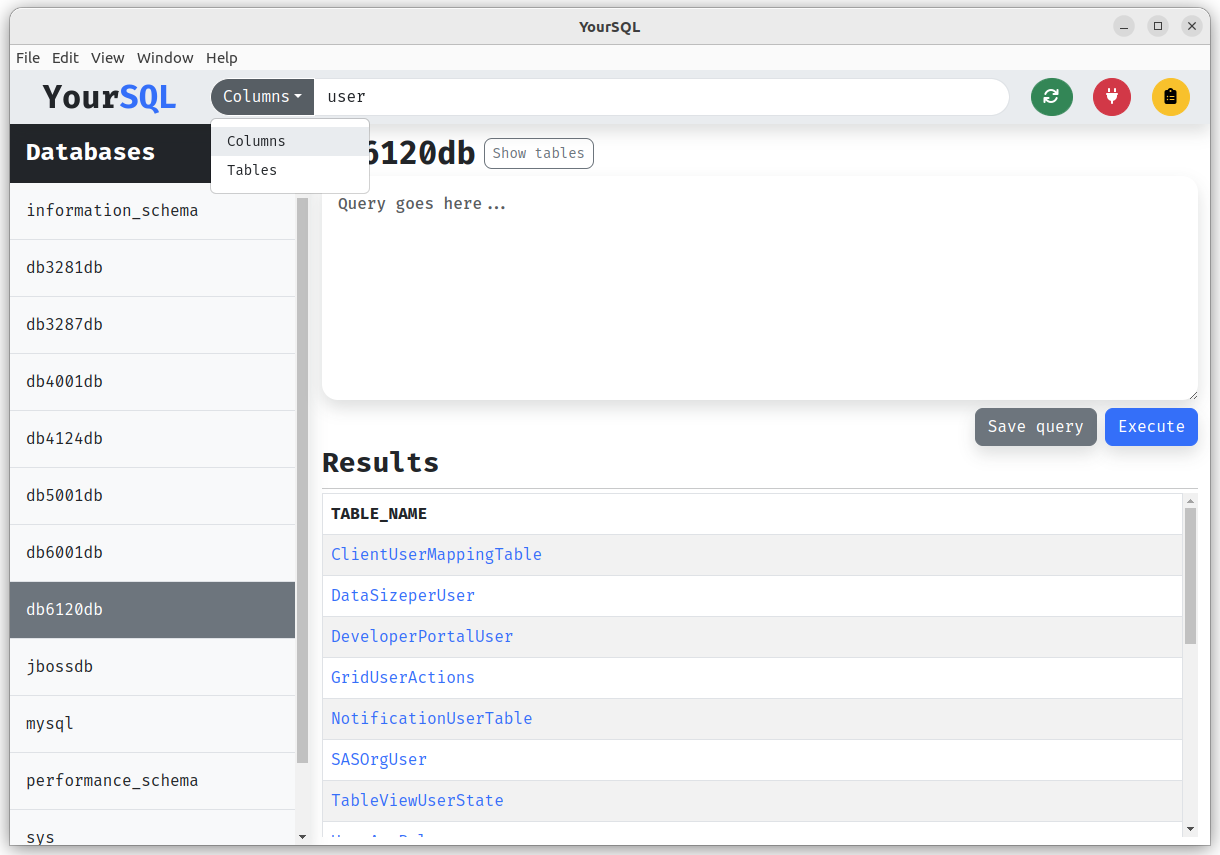 YourSQL
File Edit View Window Help
YourSQL
Columns
user
Columns
Tables
Databases
6120db
Show tables
information_schema
db3281db
db3287db
db4001db
db4124db
db5001db
db6001db
db6120db
jbossdb
mysql
performance_schema
sys
Query goes here...
Save query
Execute
Results
TABLE_NAME
ClientUserMappingTable
DataSizeperUser
DeveloperPortalUser
GridUserActions
NotificationUserTable
SASOrgUser
TableViewUserState